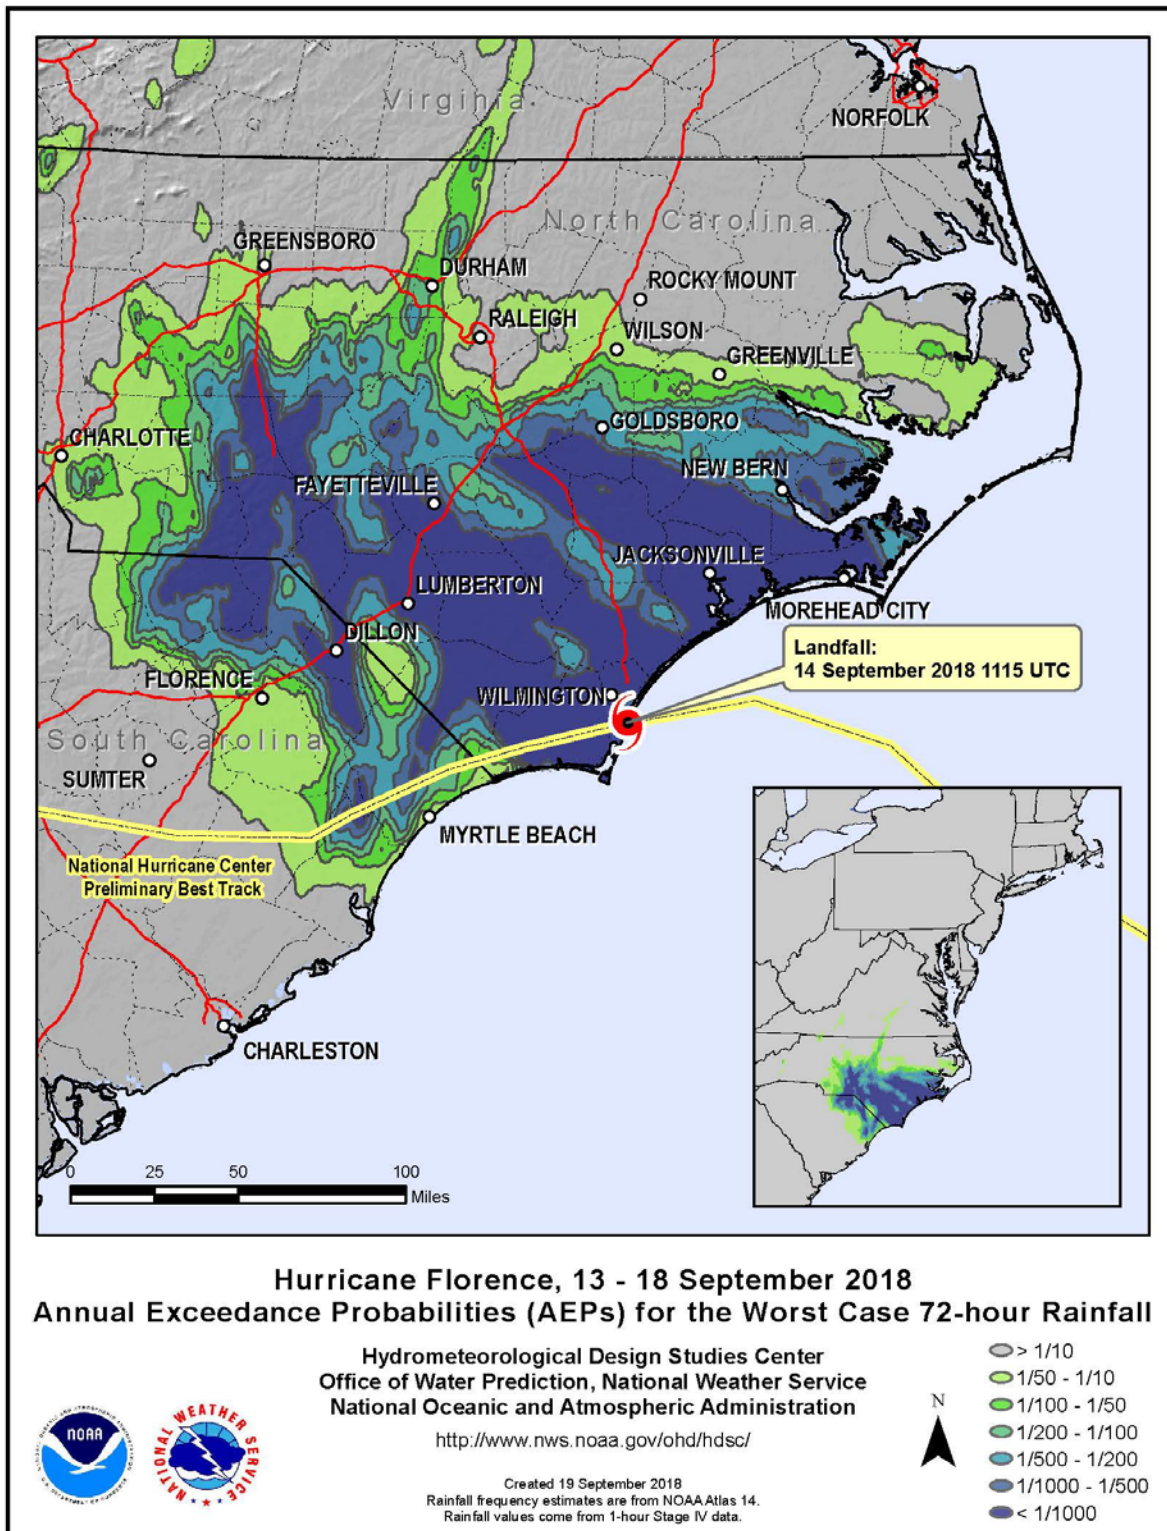 Virginia
NORFOLK
North Carolina
GREENSBORO
DURHAM
ROCKY MOUNT
RALEIGH
WILSON
GREENVILLE
CHARLOTTE
GOLDSBORO
NEW BERN
FAYETTEVILLE
JACKSONVILLE
LUMBERTON
MOREHEAD CITY
DILLON
Landfall:
14 September 2018 1115 UTC
FLORENCE
WILMINGTON
South Carolina
SUMTER
MYRTLE BEACH
National Hurricane Center
Preliminary Best Track
CHARLESTON
0 25 50 100
Miles
Hurricane Florence, 13 - 18 September 2018
Annual Exceedance Probabilities (AEPs) for the Worst Case 72-hour Rainfall
Hydrometeorological Design Studies Center
Office of Water Prediction, National Weather Service
National Oceanic and Atmospheric Administration
http://www.nws.noaa.gov/ohd/hdsc/
Created 19 September 2018
Rainfall frequency estimates are from NOAA Atlas 14.
Rainfall values come from 1-hour Stage IV data.
NOAA
NATIONAL WEATHER SERVICE
N
> 1/10
1/50 - 1/10
1/100 - 1/50
1/200 - 1/100
1/500 - 1/200
1/1000 - 1/500
< 1/1000